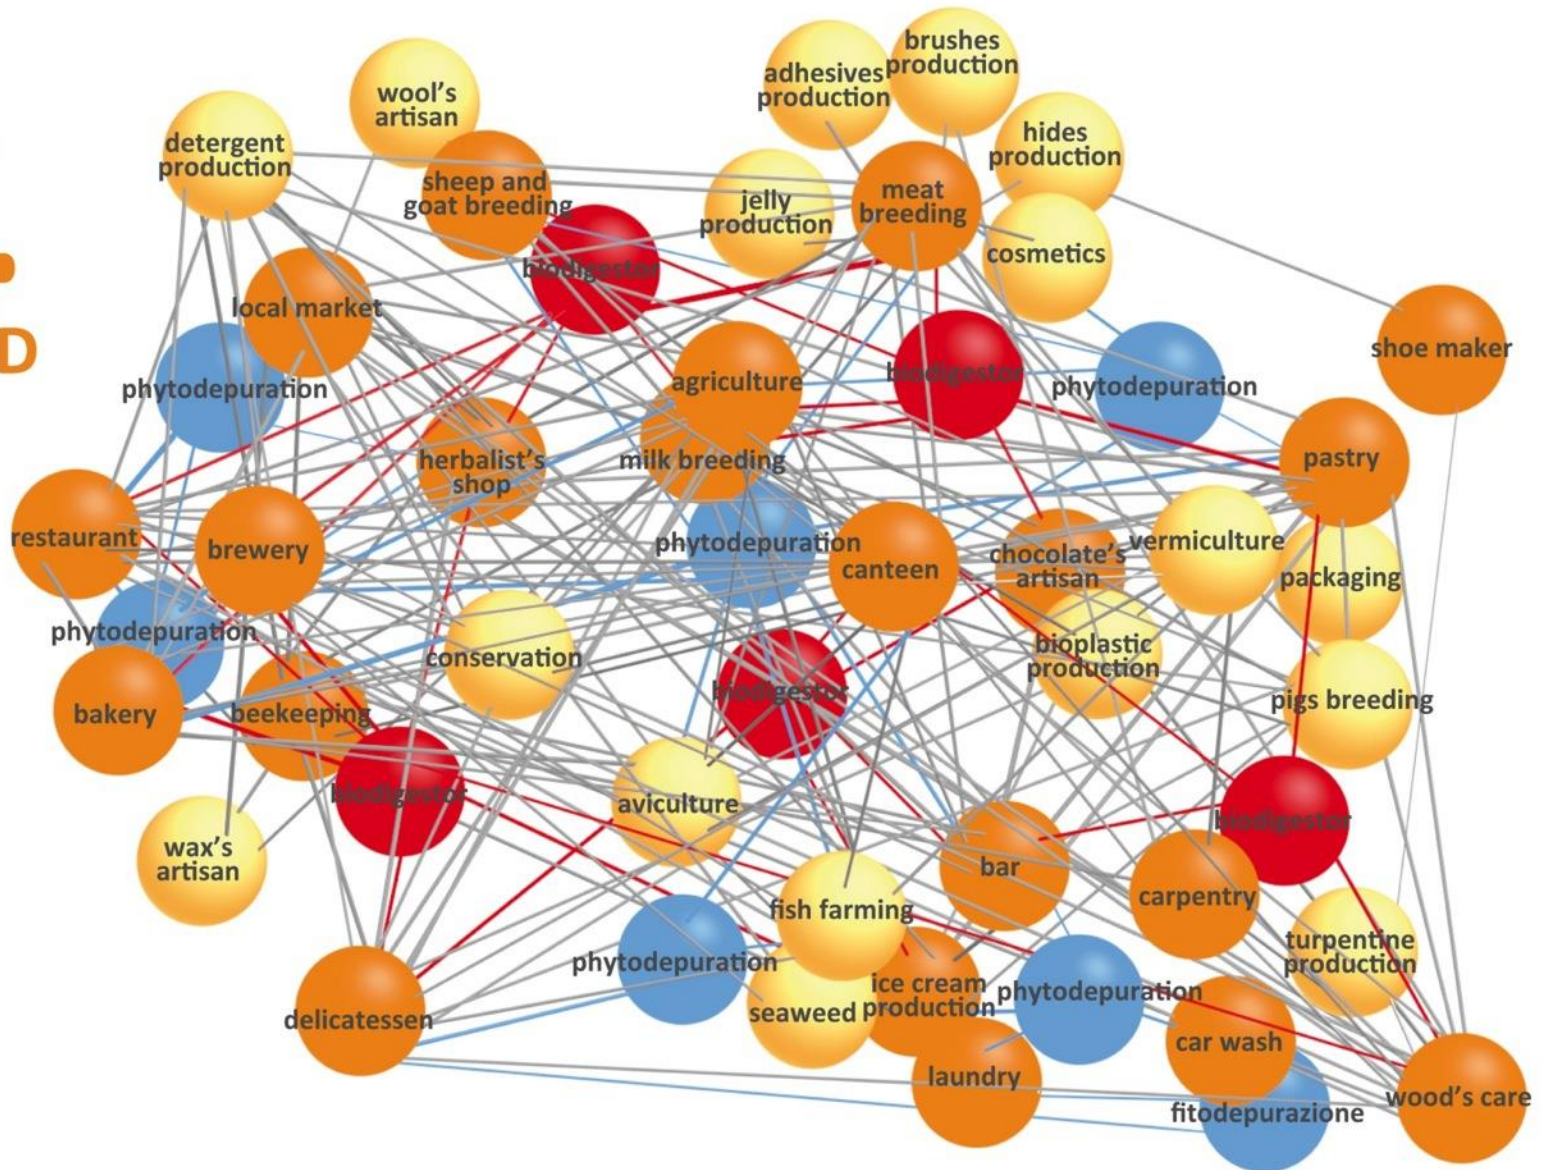 brushes
production
adhesives
production
wool's
artisan
hides
production
detergent
production
sheep and
goat breeding
jelly
production
meat
breeding
cosmetics
biodigestor
local market
shoe maker
phytodepuration
agriculture
biodigestor
phytodepuration
herbalist's
shop
milk breeding
pastry
restaurant
brewery
phytodepuration
canteen
chocolate's
artisan
vermiculture
packaging
phytodepuration
conservation
bioplastic
production
bakery
beekeeping
biodigestor
pigs breeding
biodigestor
aviculture
biodigestor
wax's
artisan
bar
carpentry
fish farming
turpentine
production
phytodepuration
delicatessen
seaweed
ice cream
production
phytodepuration
car wash
laundry
fitodepurazione
wood's care
D